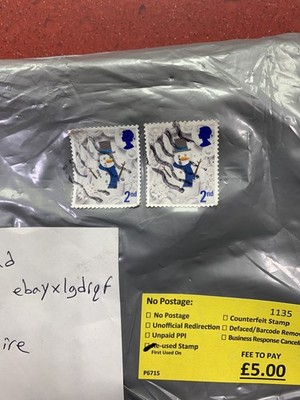 2nd
2nd
d
ebayxlgdrqf
ire
No Postage:
1135
No Postage
Unofficial Redirection
Unpaid PPI
Re-used Stamp
First Used On
Counterfeit Stamp
Defaced/Barcode Remov
Business Response Cancell
FEE TO PAY
£5.00
P6715